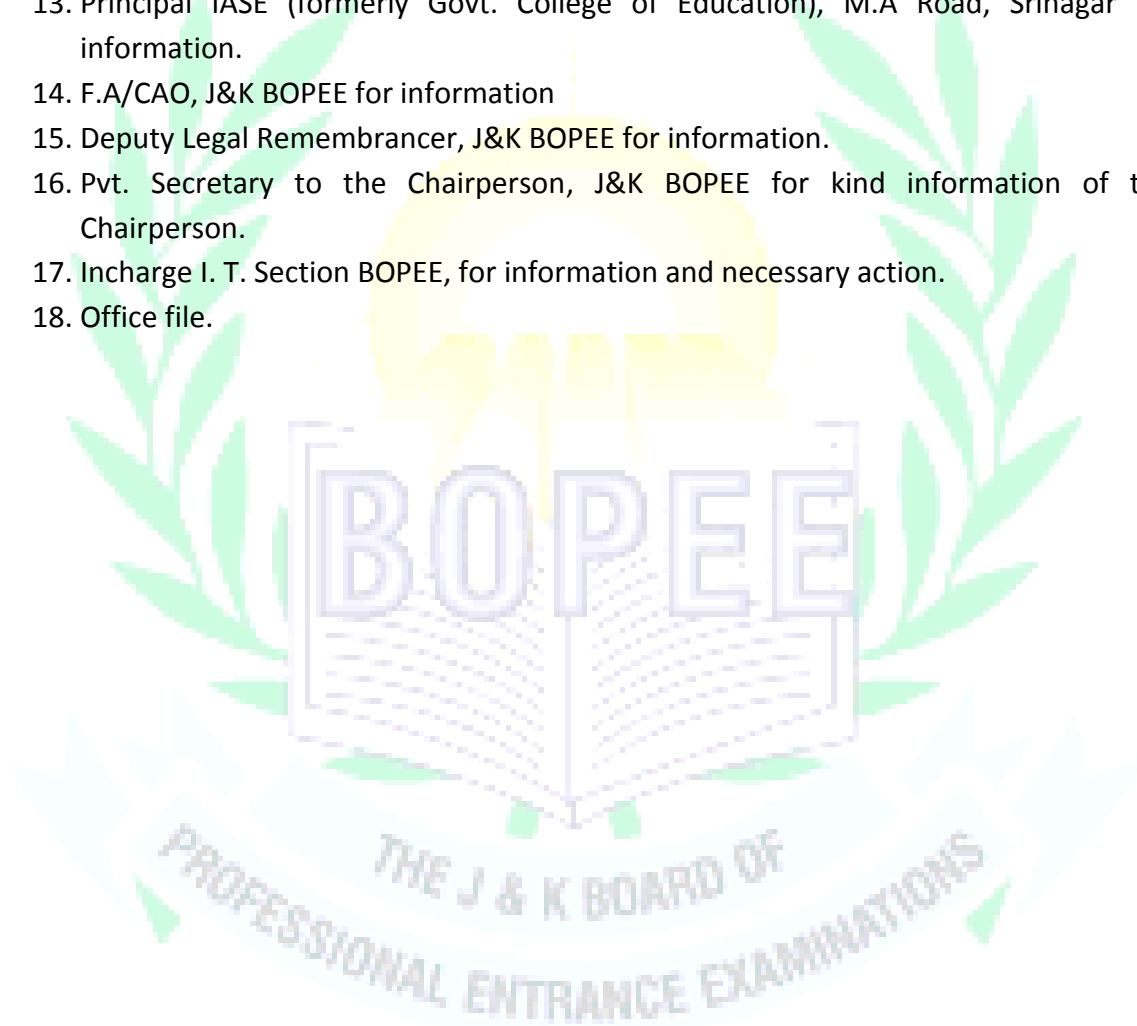 13. Principal IASE (formerly Govt. College of Education), M.A Road, Srinagar
information.
14. F.A/CAO, J&K BOPEE for information
15. Deputy Legal Remembrancer, J&K BOPEE for information.
16. Pvt. Secretary to the Chairperson, J&K BOPEE for kind information of
Chairperson.
17. Incharge I. T. Section BOPEE, for information and necessary action.
18. Office file.
BOPEE
THE J & K BOARD OF
PROFESSIONAL ENTRANCE EXAMINATIONS